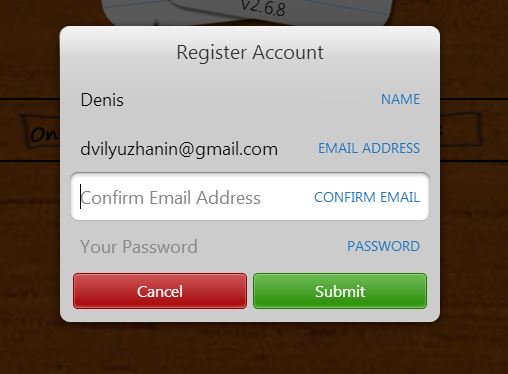 v2.6.8
Register Account
Denis NAME
On
dvilyuzhanin@gmail.com EMAIL ADDRESS
Confirm Email Address CONFIRM EMAIL
Your Password PASSWORD
Cancel Submit